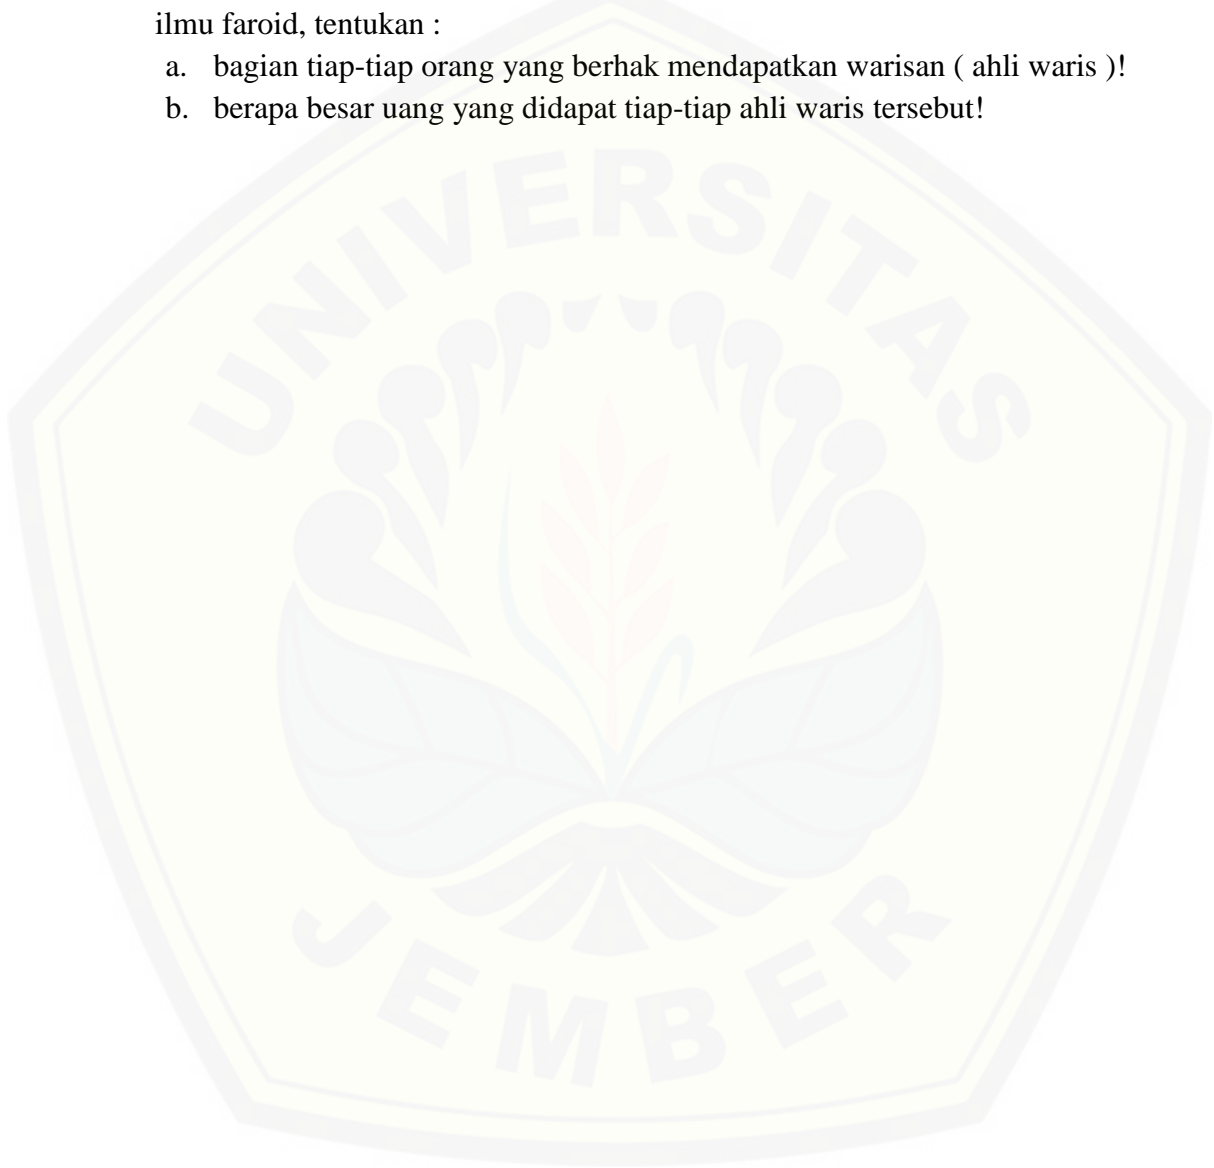 ilmu faroid, tentukan :
a. bagian tiap-tiap orang yang berhak mendapatkan warisan ( ahli waris )!
b. berapa besar uang yang didapat tiap-tiap ahli waris tersebut!
UNIVERSITAS
JEMBER